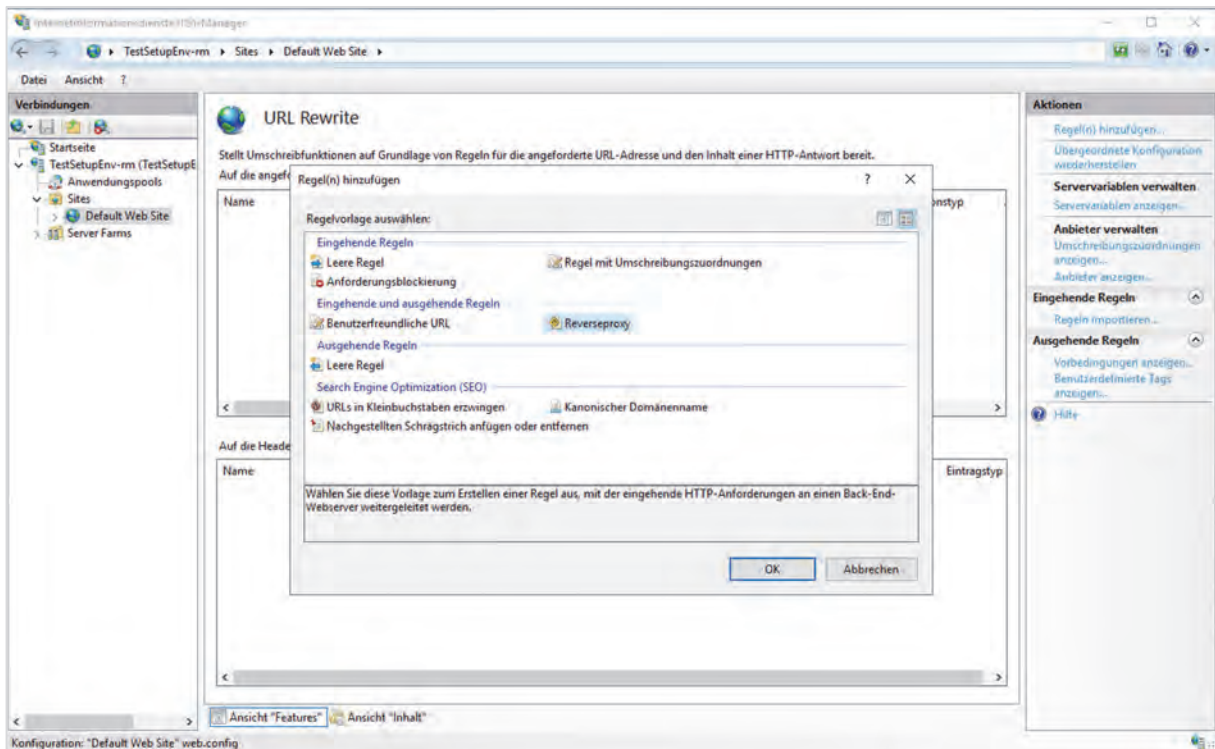 Internetinformationsdienste (IIS)-Manager
TestSetupEnv-rm
Sites
Default Web Site
Datei Ansicht ?
Verbindungen
Startseite
TestSetupEnv-rm (TestSetupE
Anwendungspools
Sites
Default Web Site
Server Farms
URL Rewrite
Stellt Umschreibfunktionen auf Grundlage von Regeln für die angeforderte URL-Adresse und den Inhalt einer HTTP-Antwort bereit.
Auf die angefo
Name
onstyp
Regel(n) hinzufügen
?
Regelvorlage auswählen:
Eingehende Regeln
Leere Regel
Regel mit Umschreibungszuordnungen
Anforderungsblockierung
Eingehende und ausgehende Regeln
Benutzerfreundliche URL
Reverseproxy
Ausgehende Regeln
Leere Regel
Search Engine Optimization (SEO)
URLs in Kleinbuchstaben erzwingen
Kanonischer Domänenname
Nachgestellten Schrägstrich anfügen oder entfernen
Wählen Sie diese Vorlage zum Erstellen einer Regel aus, mit der eingehende HTTP-Anforderungen an einen Back-End-
Webserver weitergeleitet werden.
OK
Abbrechen
Auf die Heade
Name
Eintragstyp
Ansicht "Features"
Ansicht "Inhalt"
Aktionen
Regel(n) hinzufügen...
Übergeordnete Konfiguration
wiederherstellen
Servervariablen verwalten
Servervariablen anzeigen...
Anbieter verwalten
Umschreibungszuordnungen
anzeigen...
Anbieter anzeigen...
Eingehende Regeln
Regeln importieren...
Ausgehende Regeln
Vorbedingungen anzeigen...
Benutzerdefinierte Tags
anzeigen...
Hilfe
Konfiguration: "Default Web Site" web.config